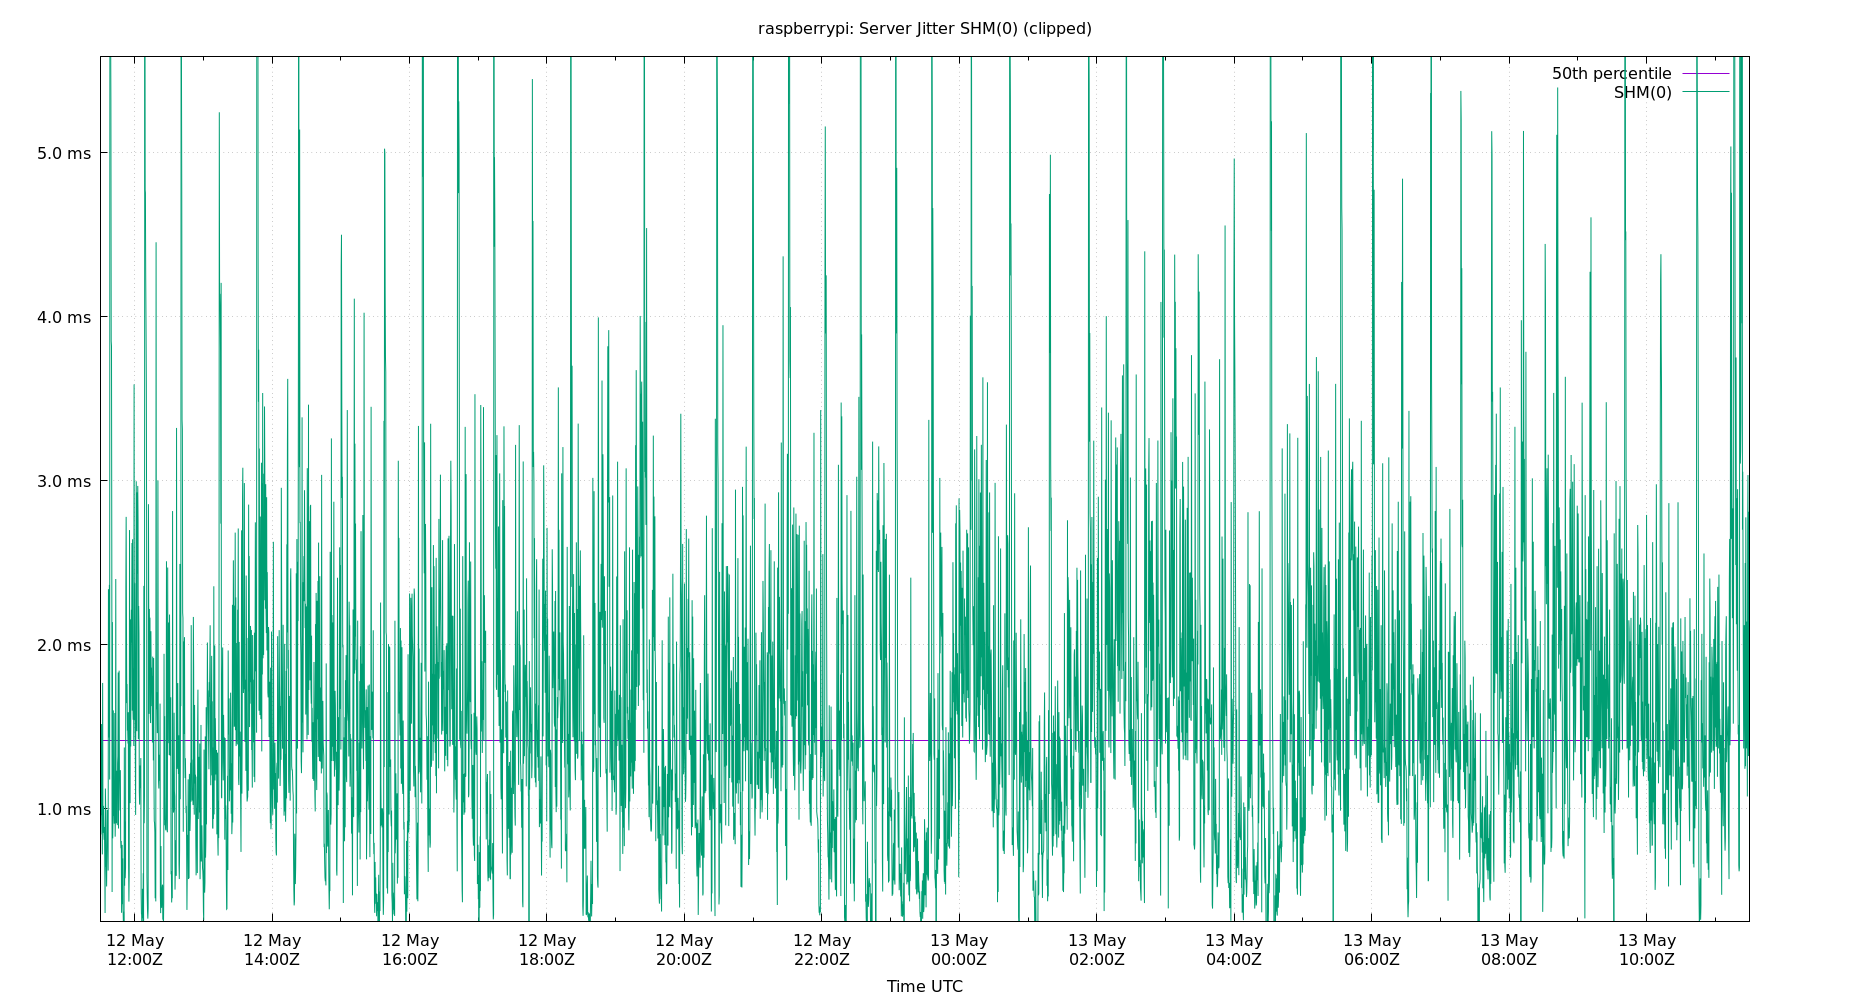 raspberrypi: Server Jitter SHM(0) (clipped)
50th percentile
SHM(0)
5.0 ms
4.0 ms
3.0 ms
2.0 ms
1.0 ms
12 May 12 May 12 May 12 May 12 May 12 May 13 May 13 May 13 May 13 May 13 May 13 May
12:00Z 14:00Z 16:00Z 18:00Z 20:00Z 22:00Z 00:00Z 02:00Z 04:00Z 06:00Z 08:00Z 10:00Z
Time UTC